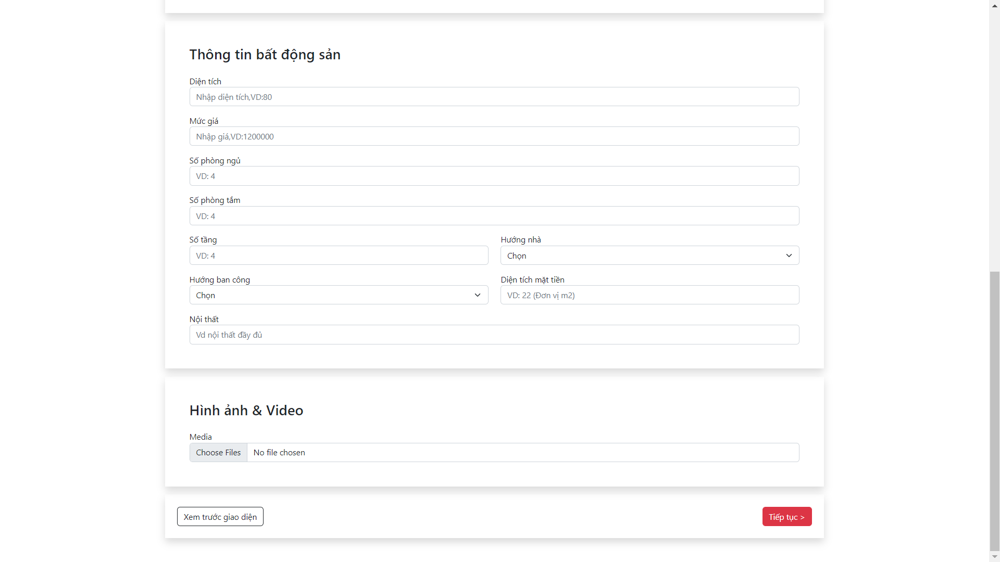 Thông tin bất động sản
Diện tích
Nhập diện tích,VD:80
Mức giá
Nhập giá,VD:1200000
Số phòng ngủ
VD: 4
Số phòng tắm
VD: 4
Số tầng
VD: 4
Hướng nhà
Chọn
Hướng ban công
Chọn
Diện tích mặt tiền
VD: 22 (Đơn vị m2)
Nội thất
Vd nội thất đầy đủ
Hình ảnh & Video
Media
Choose Files No file chosen
Xem trước giao diện
Tiếp tục >